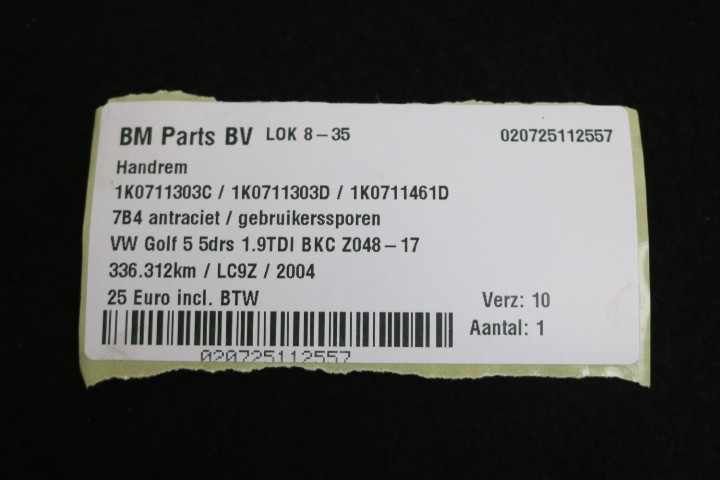 BM Parts BV LOK 8-35 020725112557
Handrem
1K0711303C / 1K0711303D / 1K0711461D
7B4 antraciet / gebruikerssporen
VW Golf 5 5drs 1.9TDI BKC Z048-17
336.312km / LC9Z / 2004
25 Euro incl. BTW Verz: 10
Aantal: 1
020725112557